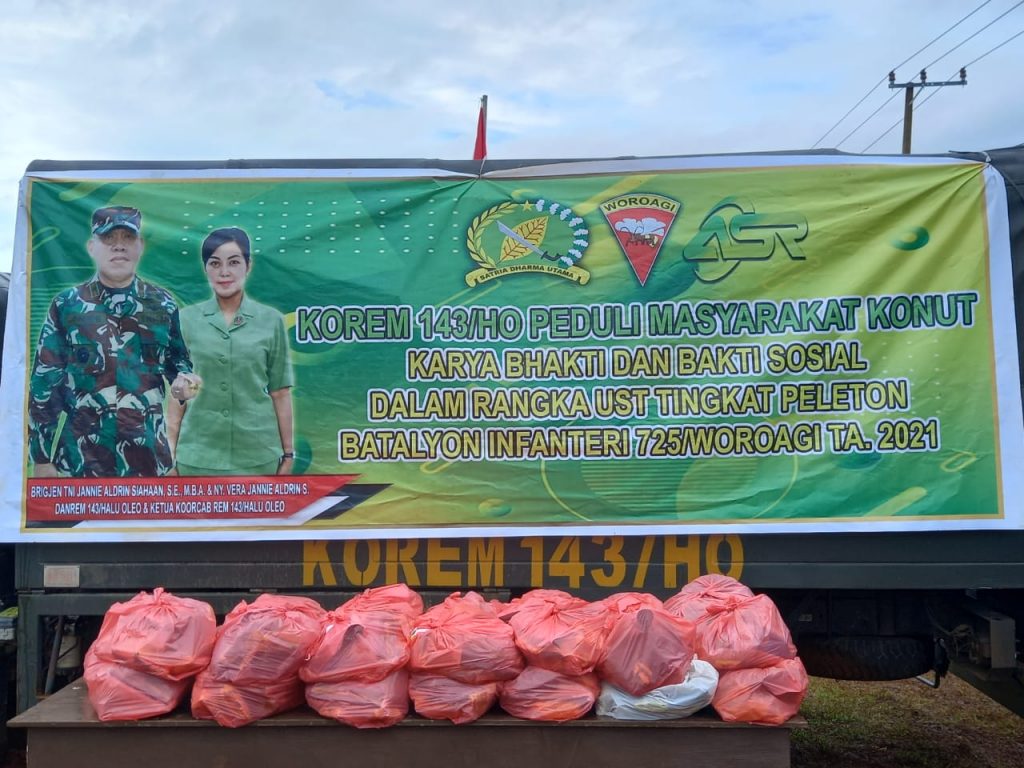 SATRIA DHARMA UTAMA
WOROAGI
ASR
KOREM 143/HO PEDULI MASYARAKAT KONUT
KARYA BHAKTI DAN BAKTI SOSIAL
DALAM RANGKA UST TINGKAT PELETON
BATALYON INFANTERI 725/WOROAGI TA. 2021
BRIGJEN TNI JANNIE ALDRIN SIAHAAN, S.E., M.B.A. & NY. VERA JANNIE ALDRIN S.
DANREM 143/HALU OLEO & KETUA KOORCAB REM 143/HALU OLEO
KOREM 143/HO